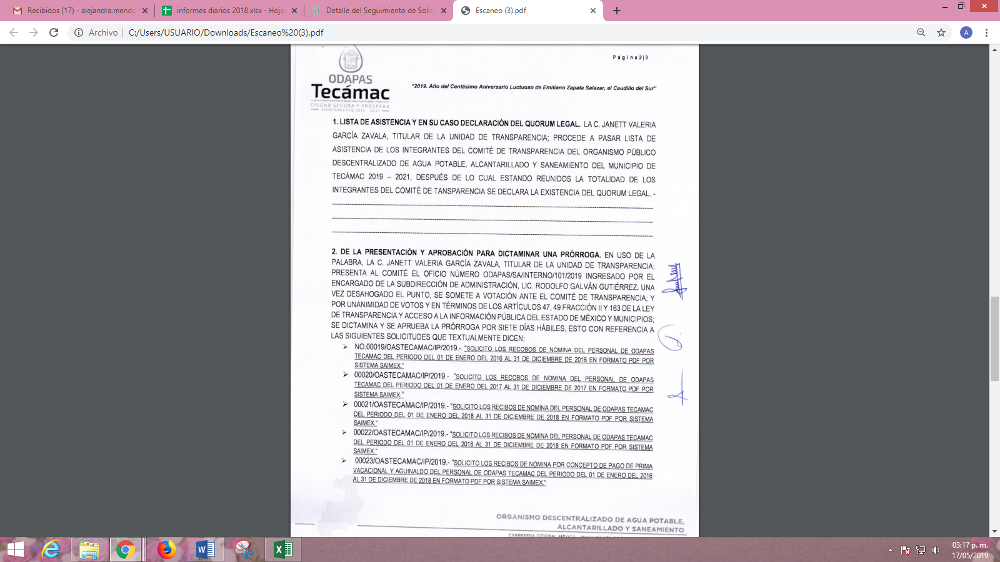 Recibidos (17) - alejandra.mendo
informes diarios 2018.xlsx - Hoja
Detalle del Seguimiento de Solici
Escaneo (3).pdf
Archivo
C:/Users/USUARIO/Downloads/Escaneo%20(3).pdf
A
Página2|3
ODAPAS
Tecámac
CIUDAD SEGURA Y PRÓSPERA
AYUNTAMIENTO 2019 - 2021
"2019. Año del Centésimo Aniversario Luctuoso de Emiliano Zapata Salazar, el Caudillo del Sur"
1. LISTA DE ASISTENCIA Y EN SU CASO DECLARACIÓN DEL QUORUM LEGAL. LA C. JANETT VALERIA
GARCÍA ZAVALA, TITULAR DE LA UNIDAD DE TRANSPARENCIA; PROCEDE A PASAR LISTA DE
ASISTENCIA DE LOS INTEGRANTES DEL COMITÉ DE TRANSPARENCIA DEL ORGANISMO PÚBLICO
DESCENTRALIZADO DE AGUA POTABLE, ALCANTARILLADO Y SANEAMIENTO DEL MUNICIPIO DE
TECÁMAC 2019 – 2021, DESPUÉS DE LO CUAL ESTANDO REUNIDOS LA TOTALIDAD DE LOS
INTEGRANTES DEL COMITÉ DE TANSPARENCIA SE DECLARA LA EXISTENCIA DEL QUORUM LEGAL. -
2. DE LA PRESENTACIÓN Y APROBACIÓN PARA DICTAMINAR UNA PRÓRROGA. EN USO DE LA
PALABRA, LA C. JANETT VALERIA GARCÍA ZAVALA, TITULAR DE LA UNIDAD DE TRANSPARENCIA;
PRESENTA AL COMITÉ EL OFICIO NÚMERO ODAPAS/SA/INTERNO/101/2019 INGRESADO POR EL
ENCARGADO DE LA SUBDIRECCIÓN DE ADMINISTRACIÓN, LIC. RODOLFO GALVÁN GUTIÉRREZ. UNA
VEZ DESAHOGADO EL PUNTO, SE SOMETE A VOTACIÓN ANTE EL COMITÉ DE TRANSPARENCIA; Y
POR UNANIMIDAD DE VOTOS Y EN TÉRMINOS DE LOS ARTÍCULOS 47, 49 FRACCIÓN II Y 163 DE LA LEY
DE TRANSPARENCIA Y ACCESO A LA INFORMACIÓN PÚBLICA DEL ESTADO DE MÉXICO Y MUNICIPIOS;
SE DICTAMINA Y SE APRUEBA LA PRÓRROGA POR SIETE DÍAS HÁBILES, ESTO CON REFERENCIA A
LAS SIGUIENTES SOLICITUDES QUE TEXTUALMENTE DICEN:
➢ NO.00019/OASTECAMAC/IP/2019.- "SOLICITO LOS RECOBOS DE NOMINA DEL PERSONAL DE ODAPAS
TECAMAC DEL PERIODO DEL 01 DE ENERO DEL 2016 AL 31 DE DICIEMBRE DE 2016 EN FORMATO PDF POR
SISTEMA SAIMEX."
➢ 00020/OASTECAMAC/IP/2019.- "SOLICITO LOS RECOBOS DE NOMINA DEL PERSONAL DE ODAPAS
TECAMAC DEL PERIODO DEL 01 DE ENERO DEL 2017 AL 31 DE DICIEMBRE DE 2017 EN FORMATO PDF POR
SISTEMA SAIMEX."
➢ 00021/OASTECAMAC/IP/2019.- "SOLICITO LOS RECIBOS DE NOMINA DEL PERSONAL DE ODAPAS TECAMAC
DEL PERIODO DEL 01 DE ENERO DEL 2018 AL 31 DE DICIEMBRE DE 2018 EN FORMATO PDF POR SISTEMA
SAIMEX."
➢ 00022/OASTECAMAC/IP/2019.- "SOLICITO LOS RECIBOS DE NOMINA DEL PERSONAL DE ODAPAS TECAMAC
DEL PERIODO DEL 01 DE ENERO DEL 2018 AL 31 DE DICIEMBRE DE 2018 EN FORMATO PDF POR SISTEMA
SAIMEX."
➢ 00023/OASTECAMAC/IP/2019.- "SOLICITO LOS RECIBOS DE NOMINA POR CONCEPTO DE PAGO DE PRIMA
VACACIONAL Y AGUINALDO DEL PERSONAL DE ODAPAS TECAMAC DEL PERIODO DEL 01 DE ENERO DEL 2016
AL 31 DE DICIEMBRE DE 2018 EN FORMATO PDF POR SISTEMA SAIMEX."
ORGANISMO DESCENTRALIZADO DE AGUA POTABLE,
ALCANTARILLADO Y SANEAMIENTO
CARRETERA FEDERAL MÉXICO - PACHUCA
03:17 p. m.
17/05/2019